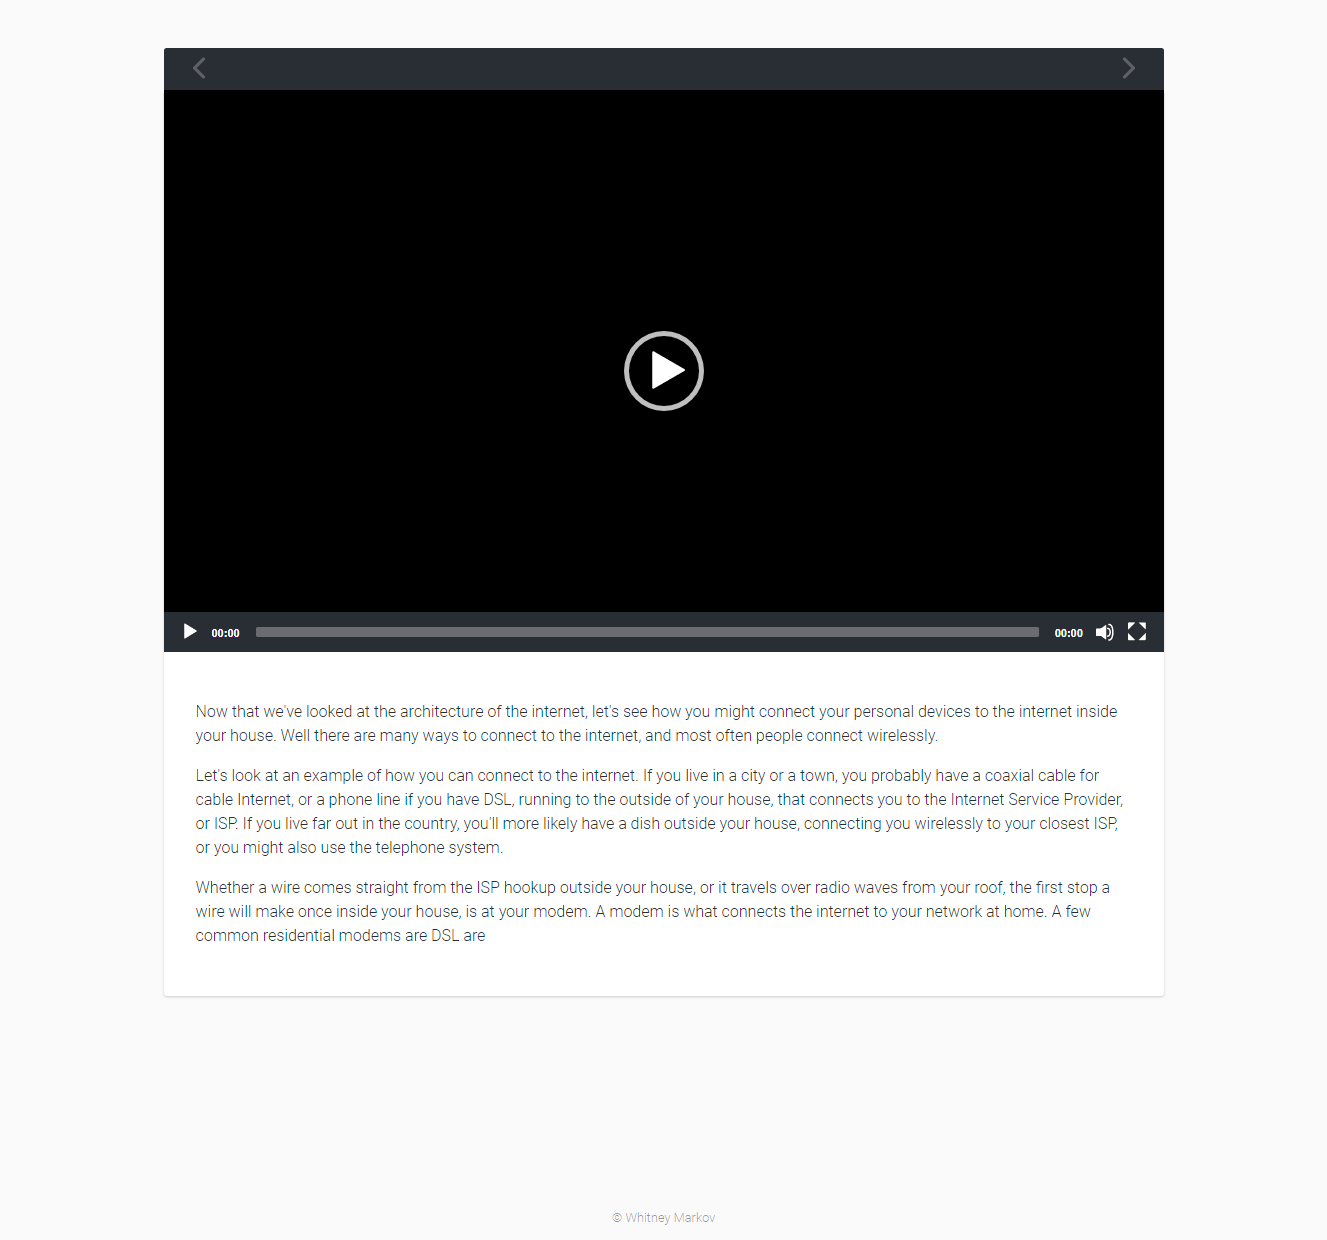 00:00
00:00
Now that we've looked at the architecture of the internet, let's see how you might connect your personal devices to the internet inside
your house. Well there are many ways to connect to the internet, and most often people connect wirelessly.
Let's look at an example of how you can connect to the internet. If you live in a city or a town, you probably have a coaxial cable for
cable Internet, or a phone line if you have DSL, running to the outside of your house, that connects you to the Internet Service Provider,
or ISP. If you live far out in the country, you'll more likely have a dish outside your house, connecting you wirelessly to your closest ISP,
or you might also use the telephone system.
Whether a wire comes straight from the ISP hookup outside your house, or it travels over radio waves from your roof, the first stop a
wire will make once inside your house, is at your modem. A modem is what connects the internet to your network at home. A few
common residential modems are DSL are
© Whitney Markov